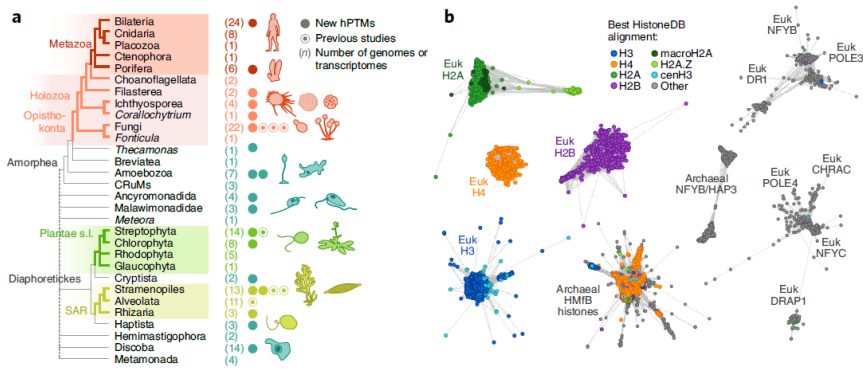 a
Metazoa
Holozoa
Opistho-
konta
Amorphea
Plantae s.l.
Diaphoretickes
SAR
Bilateria (24)
Cnidaria (8)
Placozoa (1)
Ctenophora (1)
Porifera (6)
Choanoflagellata (2)
Filasterea (2)
Ichthyosporea (4)
Corallochytrium (1)
Fungi (22)
Fonticula (1)
Thecamonas (1)
Breviatea (1)
Amoebozoa (7)
CRuMs (3)
Ancyromonadida (4)
Malawimonadidae (3)
Meteora (1)
Streptophyta (14)
Chlorophyta (8)
Rhodophyta (5)
Glaucophyta (1)
Cryptista (2)
Stramenopiles (13)
Alveolata (11)
Rhizaria (3)
Haptista (3)
Hemimastigophora (2)
Discoba (14)
Metamonada (4)
New hPTMs
Previous studies
(n) Number of genomes or
transcriptomes
b
Best HistoneDB
alignment:
H3
H4
H2A
H2B
macroH2A
H2A.Z
cenH3
Other
Euk
H2A
Euk
H4
Euk
H2B
Euk
H3
Archaeal
HMfB
histones
Archaeal
NFYB/HAP3
Euk
NFYB
Euk
POLE3
Euk
DR1
Euk
CHRAC
Euk
POLE4
Euk
NFYC
Euk
DRAP1